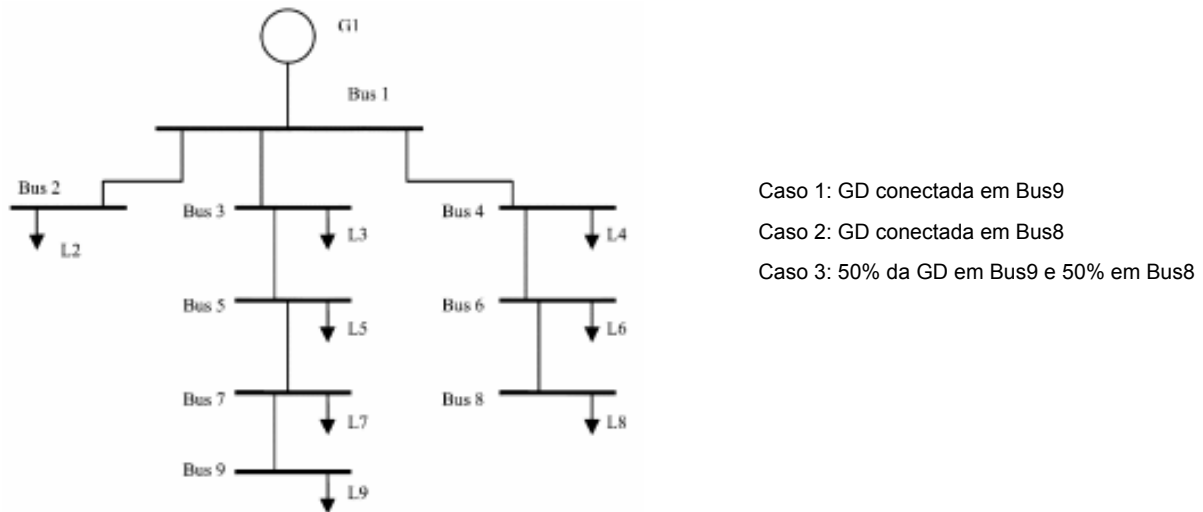 G1
Bus 1
Bus 2
L2
Bus 3
L3
Bus 4
L4
Bus 5
L5
Bus 6
L6
Bus 7
L7
Bus 8
L8
Bus 9
L9
Caso 1: GD conectada em Bus9
Caso 2: GD conectada em Bus8
Caso 3: 50% da GD em Bus9 e 50% em Bus8